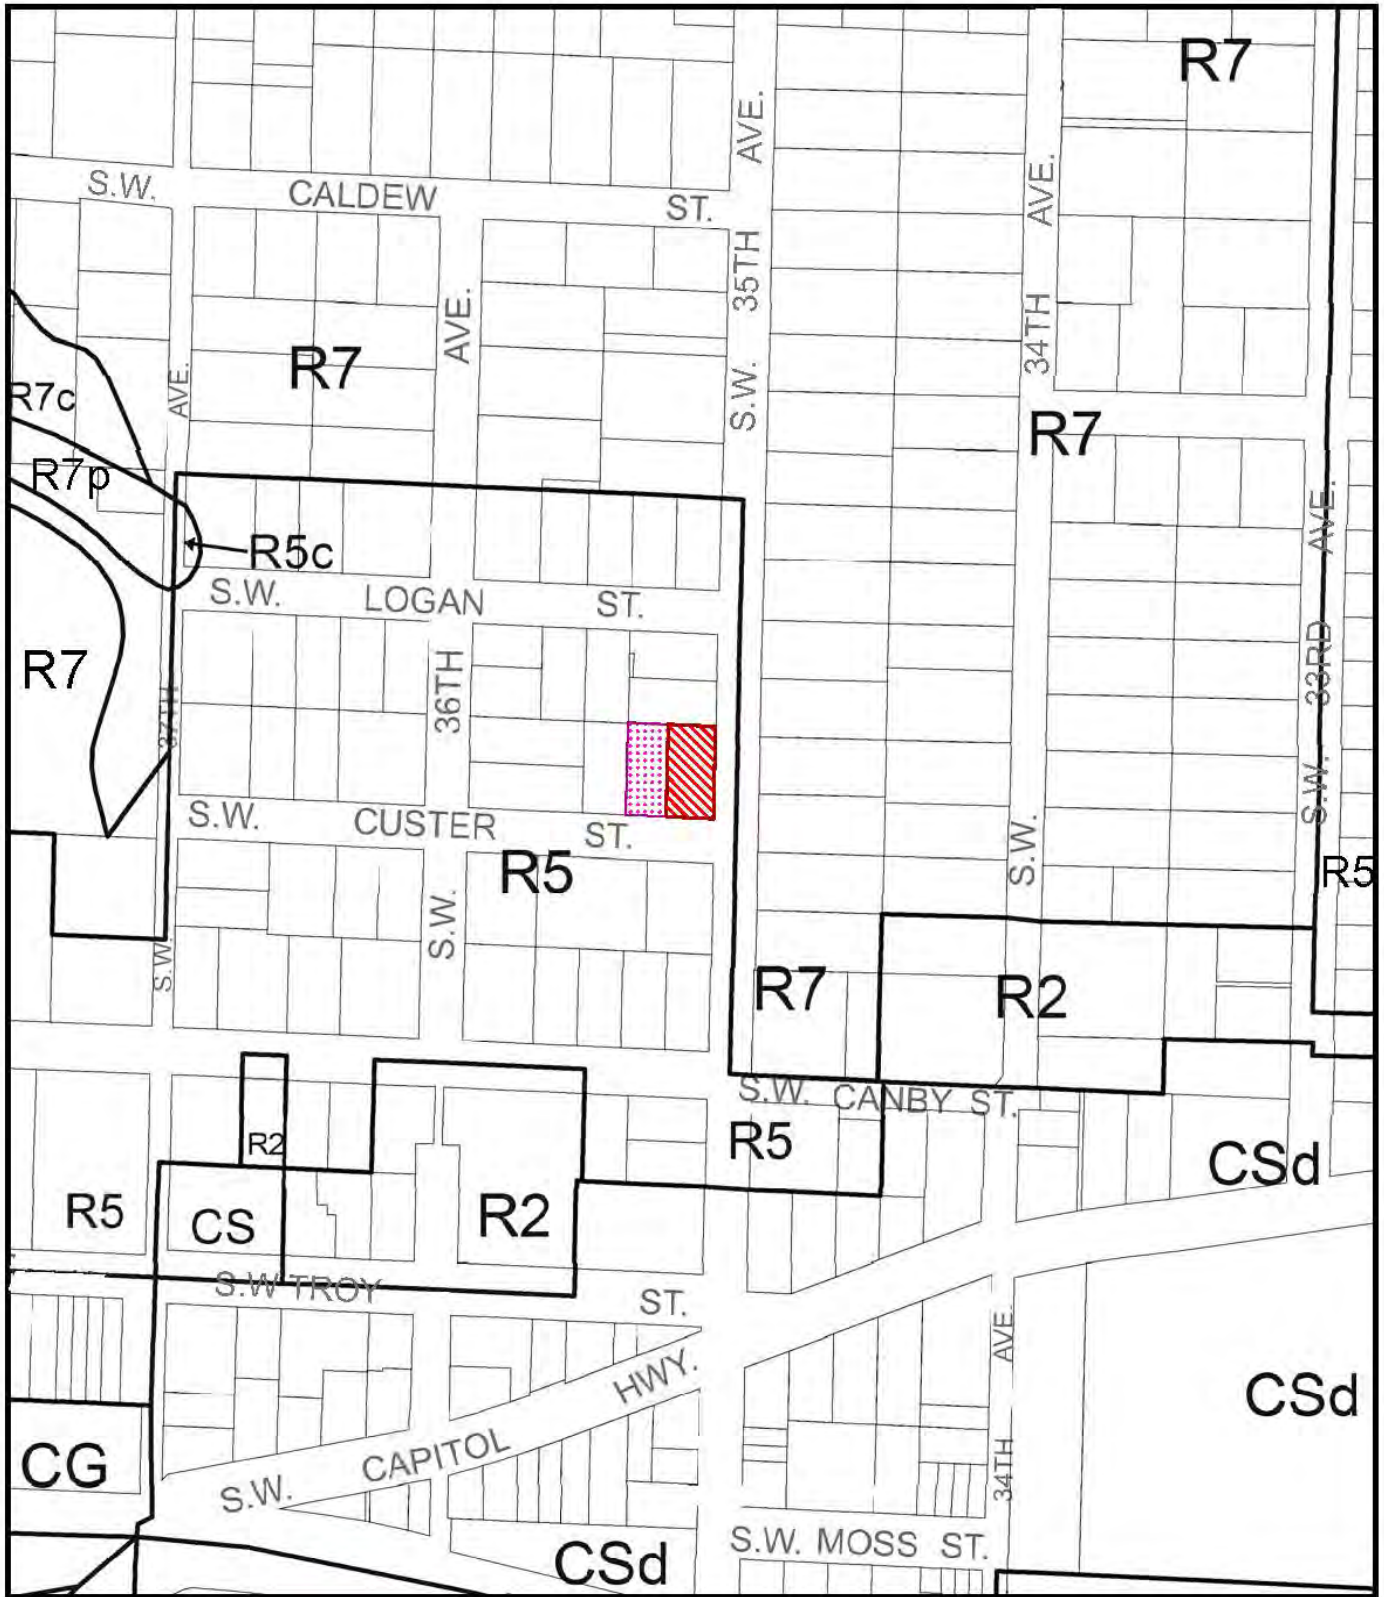 R7
AVE.
S.W. CALDEW ST.
AVE.
35TH
34TH
AVE.
R7
AVE.
R7c
S.W.
R7
R7p
R5c
AVE.
S.W. LOGAN ST.
R7
36TH
37TH
33RD
S.W.
S.W. CUSTER ST.
S.W.
R5
R5
S.W.
S.W.
R7
R2
S.W. CANBY ST.
R2
R5
CSd
R5
CS
R2
S.W TROY ST.
AVE.
HWY.
CSd
CG
CAPITOL
34TH
S.W.
S.W. MOSS ST.
CSd